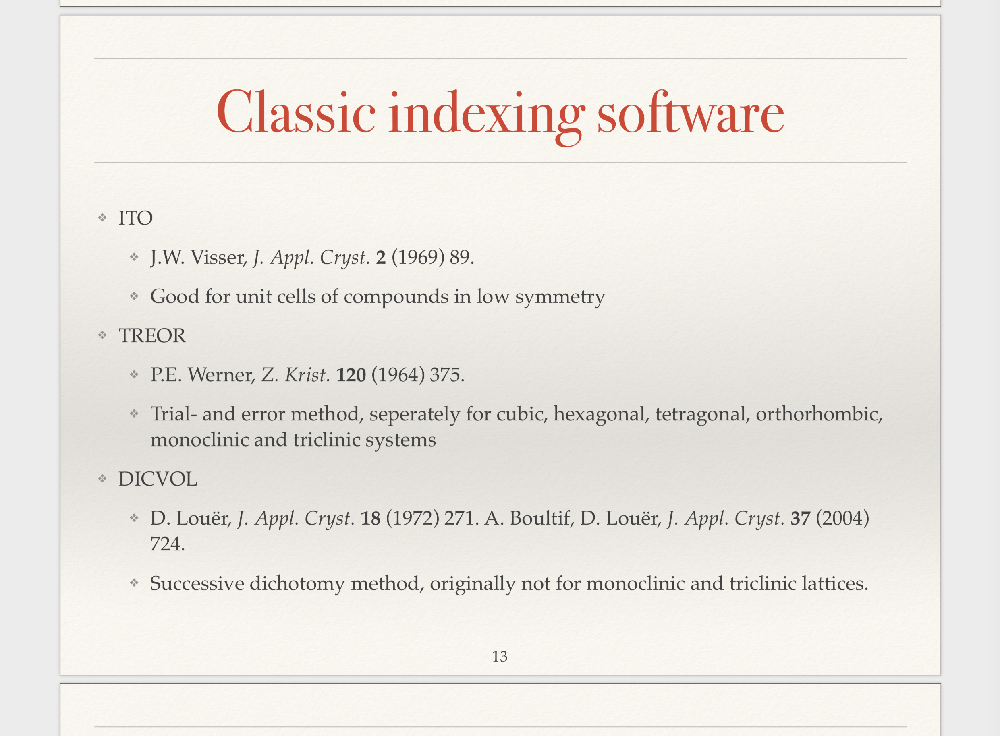 Classic indexing software
❖ ITO
❖ J.W. Visser, J. Appl. Cryst. 2 (1969) 89.
❖ Good for unit cells of compounds in low symmetry
❖ TREOR
❖ P.E. Werner, Z. Krist. 120 (1964) 375.
❖ Trial- and error method, seperately for cubic, hexagonal, tetragonal, orthorhombic,
monoclinic and triclinic systems
❖ DICVOL
❖ D. Louër, J. Appl. Cryst. 18 (1972) 271. A. Boultif, D. Louër, J. Appl. Cryst. 37 (2004)
724.
❖ Successive dichotomy method, originally not for monoclinic and triclinic lattices.
13